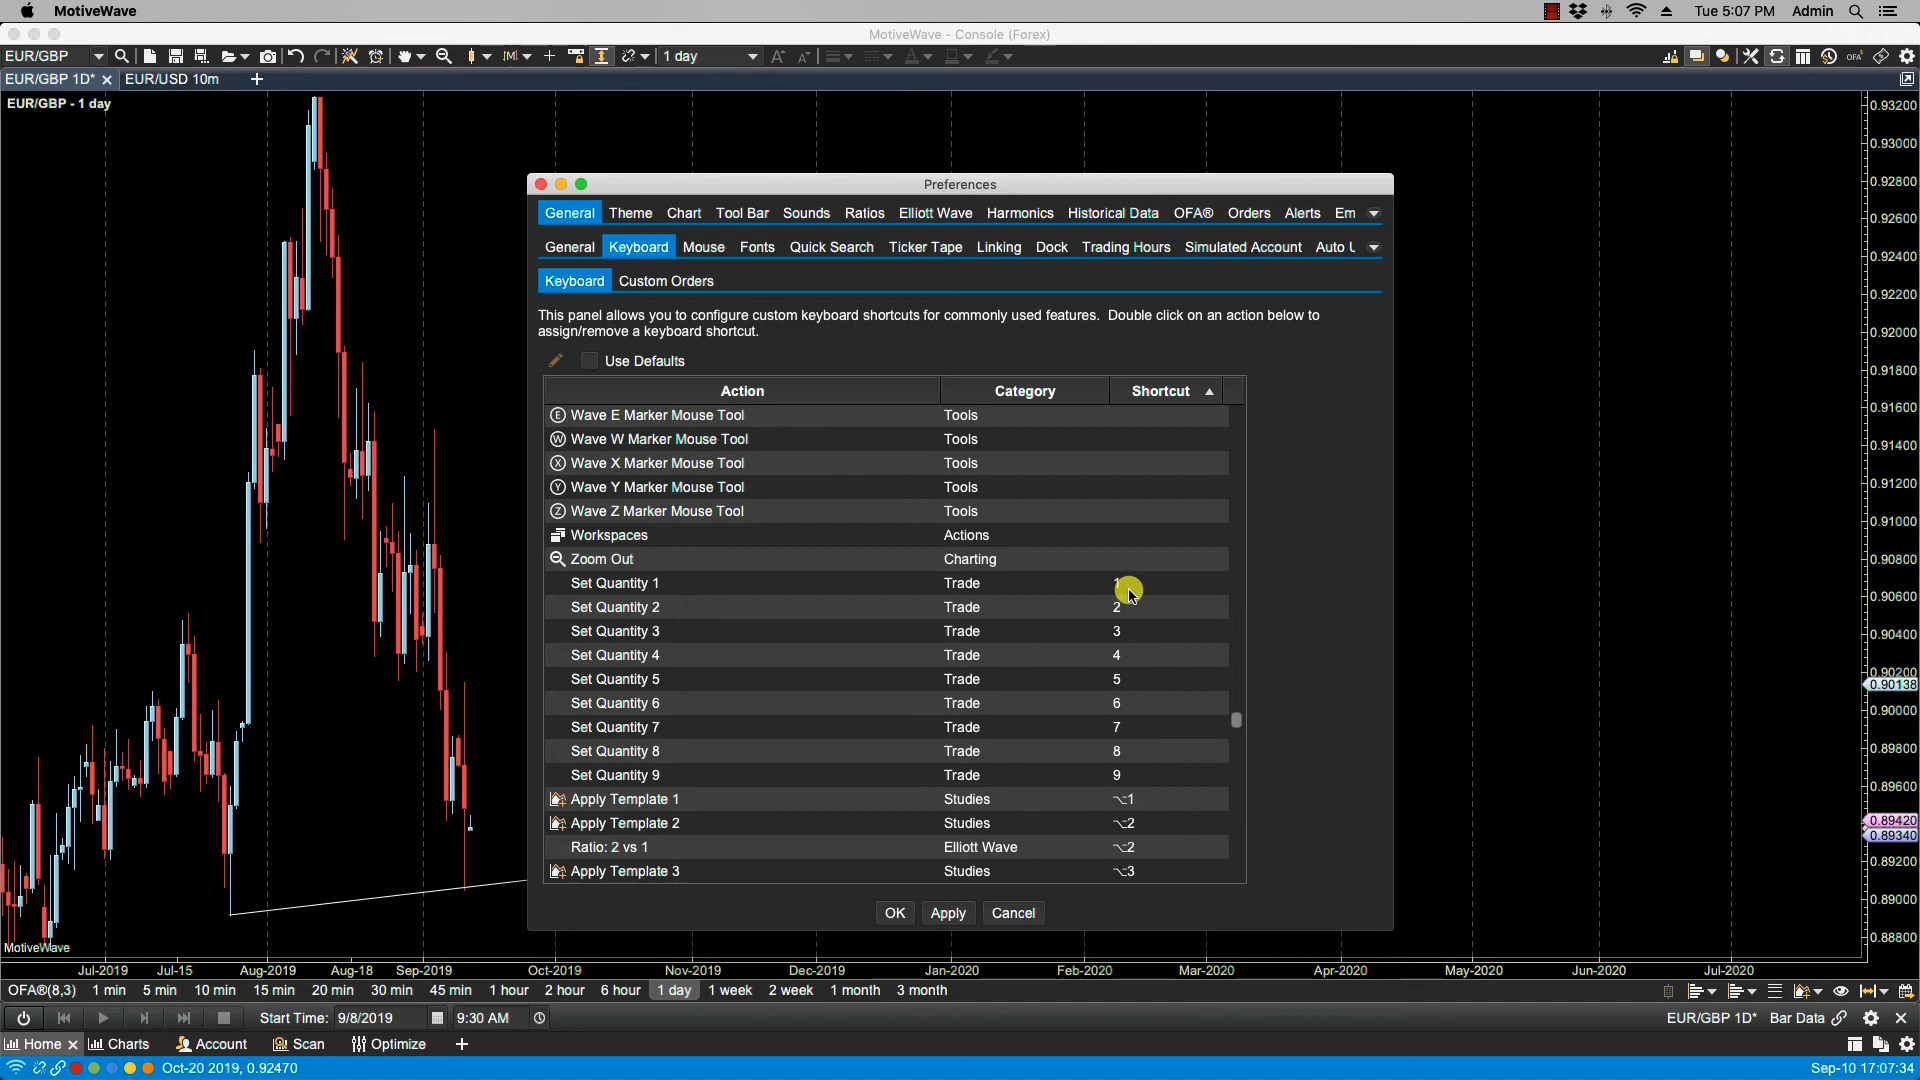 MotiveWave
Tue 5:07 PM Admin
MotiveWave - Console (Forex)
EUR/GBP
1 day
EUR/GBP 1D* EUR/USD 10m
EUR/GBP - 1 day
Preferences
General Theme Chart Tool Bar Sounds Ratios Elliott Wave Harmonics Historical Data OFA® Orders Alerts Em
General Keyboard Mouse Fonts Quick Search Ticker Tape Linking Dock Trading Hours Simulated Account Auto U
Keyboard Custom Orders
This panel allows you to configure custom keyboard shortcuts for commonly used features. Double click on an action below to
assign/remove a keyboard shortcut.
Use Defaults
Action Category Shortcut
E Wave E Marker Mouse Tool Tools
W Wave W Marker Mouse Tool Tools
X Wave X Marker Mouse Tool Tools
Y Wave Y Marker Mouse Tool Tools
Z Wave Z Marker Mouse Tool Tools
Workspaces Actions
Zoom Out Charting
Set Quantity 1 Trade 1
Set Quantity 2 Trade 2
Set Quantity 3 Trade 3
Set Quantity 4 Trade 4
Set Quantity 5 Trade 5
Set Quantity 6 Trade 6
Set Quantity 7 Trade 7
Set Quantity 8 Trade 8
Set Quantity 9 Trade 9
Apply Template 1 Studies ⌥1
Apply Template 2 Studies ⌥2
Ratio: 2 vs 1 Elliott Wave ⌥2
Apply Template 3 Studies ⌥3
OK Apply Cancel
0.93200
0.93000
0.92800
0.92600
0.92400
0.92200
0.92000
0.91800
0.91600
0.91400
0.91200
0.91000
0.90800
0.90600
0.90400
0.90200
0.90138
0.90000
0.89800
0.89600
0.89420
0.89340
0.89200
0.89000
0.88800
MotiveWave
Jul-2019 Jul-15 Aug-2019 Aug-18 Sep-2019 Oct-2019 Nov-2019 Dec-2019 Jan-2020 Feb-2020 Mar-2020 Apr-2020 May-2020 Jun-2020 Jul-2020
OFA®(8,3) 1 min 5 min 10 min 15 min 20 min 30 min 45 min 1 hour 2 hour 6 hour 1 day 1 week 2 week 1 month 3 month
Start Time: 9/8/2019 9:30 AM EUR/GBP 1D* Bar Data
Home Charts Account Scan Optimize
Oct-20 2019, 0.92470 Sep-10 17:07:34